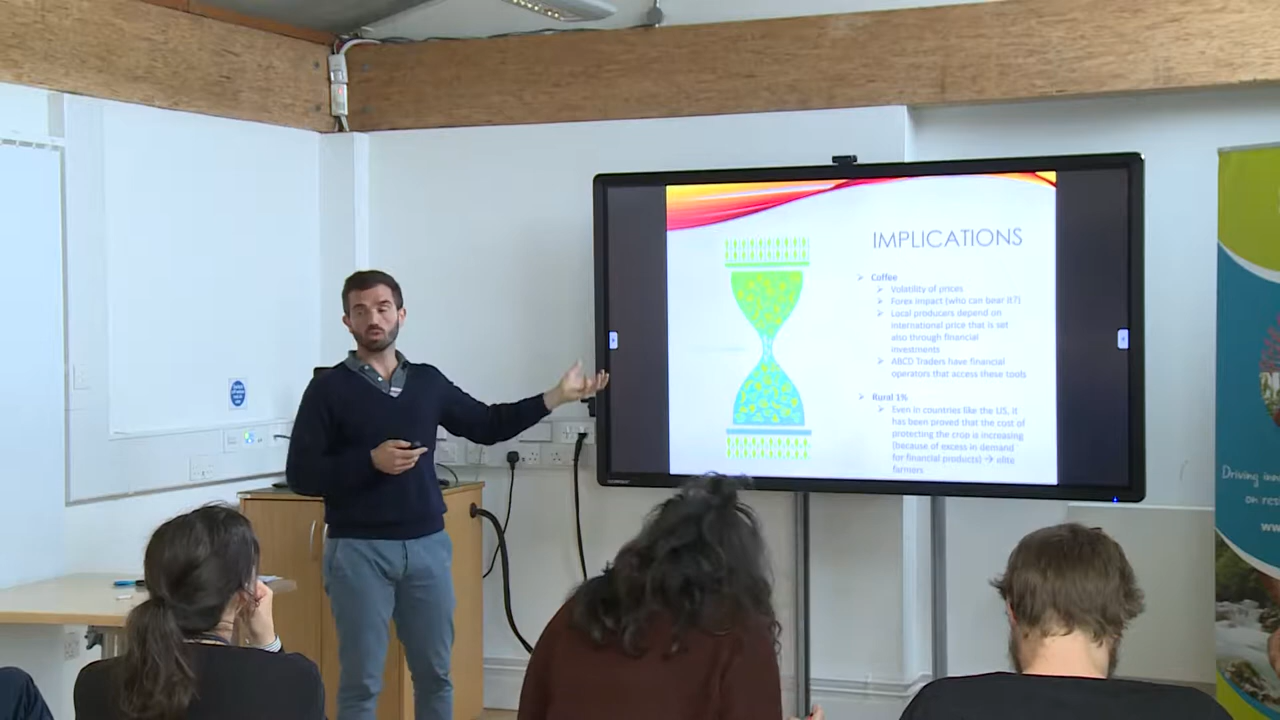 IMPLICATIONS
Coffee
Volatility of prices
Forex impact (who can bear it?)
Local producers depend on
international price that is set
also through financial
investments
ABCD Traders have financial
operators that access these tools
Rural 1%
Even in countries like the US, it
has been proved that the cost of
protecting the crop is increasing
(because of excess in demand
for financial products) → elite
farmers
Driving
on